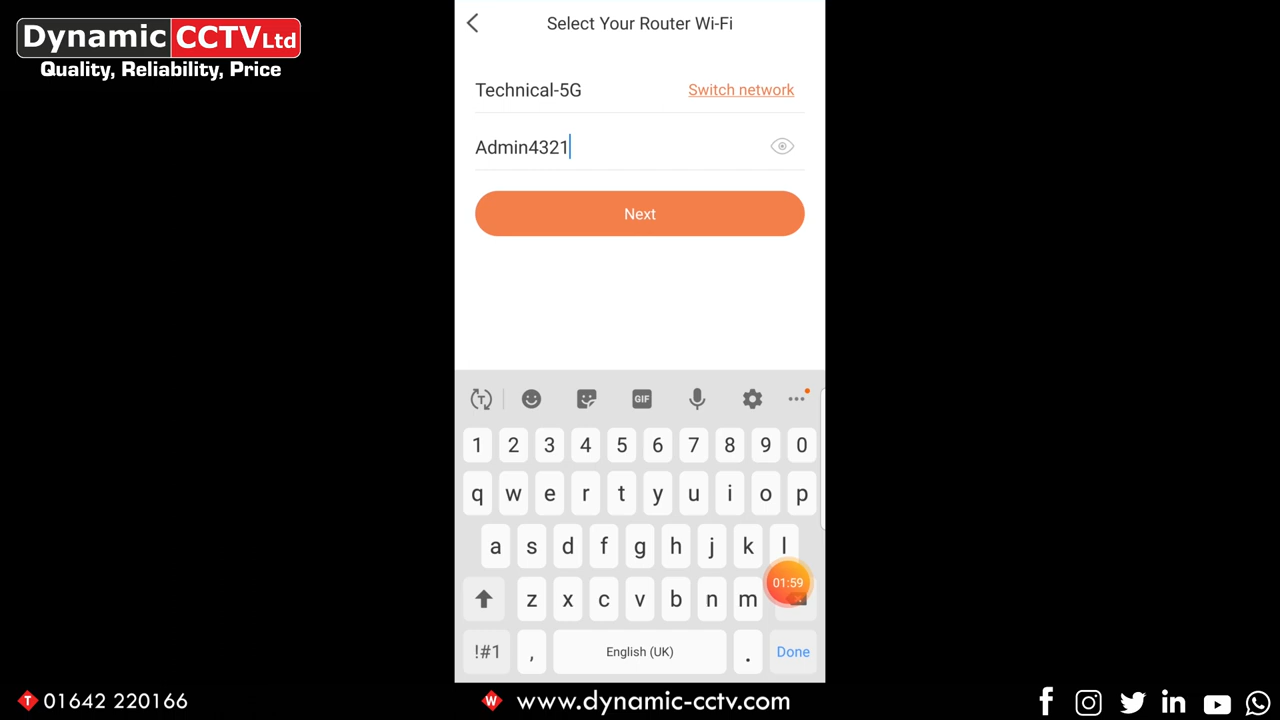 Dynamic CCTV Ltd
Quality, Reliability, Price
Select Your Router Wi-Fi
Technical-5G Switch network
Admin4321
Next
T GIF
1 2 3 4 5 6 7 8 9 0
q w e r t y u i o p
a s d f g h j k l
01:59
z x c v b n m
!#1 , English (UK) . Done
T 01642 220166 W www.dynamic-cctv.com